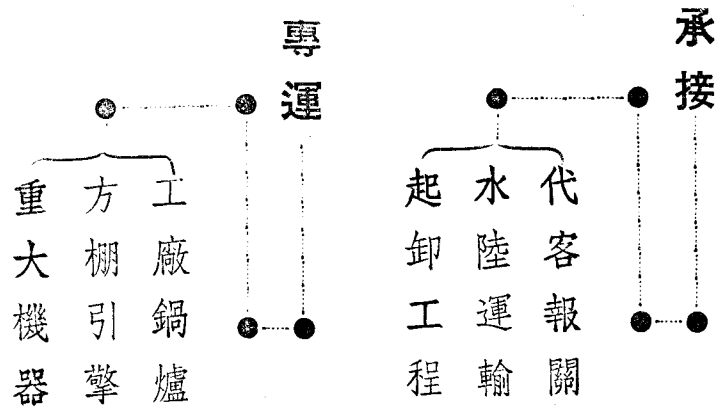 承接
代客報關
水陸運輸
起卸工程
專運
工廠鍋爐
方棚引擎
重大機器